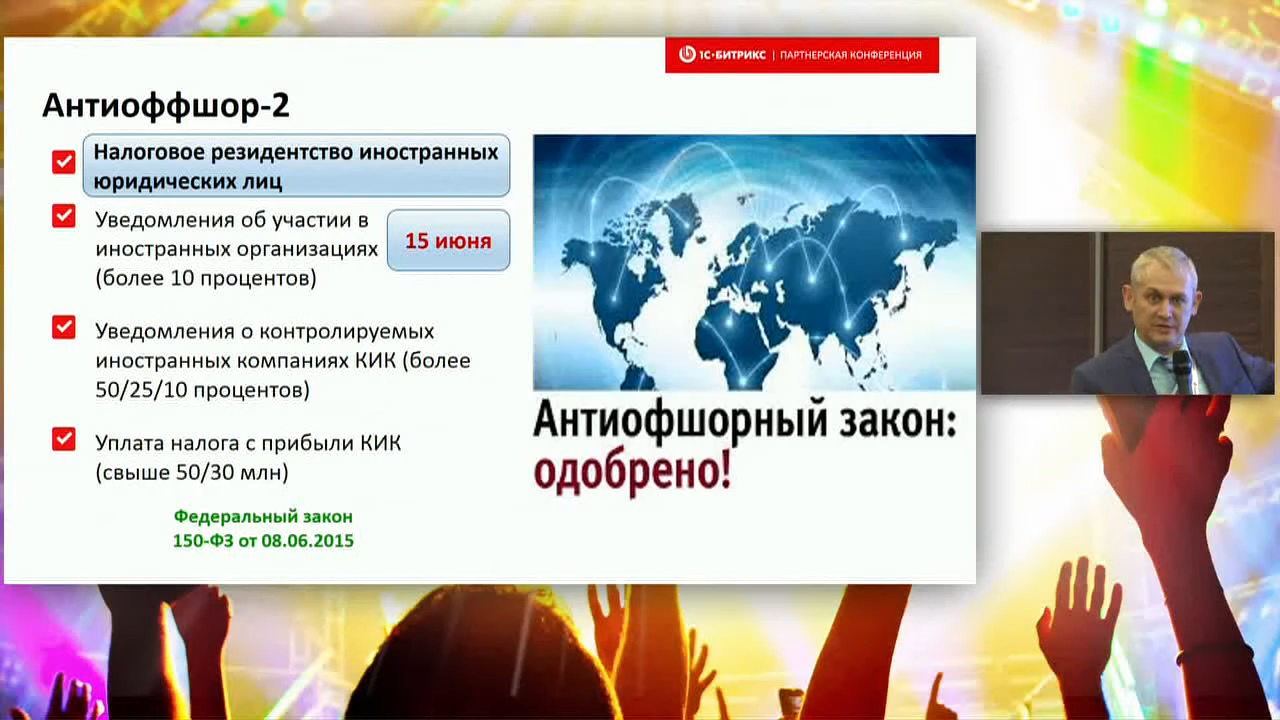 1С-БИТРИКС | ПАРТНЕРСКАЯ КОНФЕРЕНЦИЯ
Антиоффшор-2
Налоговое резидентство иностранных
юридических лиц
Уведомления об участии в
иностранных организациях
(более 10 процентов)
15 июня
Уведомления о контролируемых
иностранных компаниях КИК (более
50/25/10 процентов)
Уплата налога с прибыли КИК
(свыше 50/30 млн)
Федеральный закон
150-ФЗ от 08.06.2015
Антиофшорный закон:
одобрено!